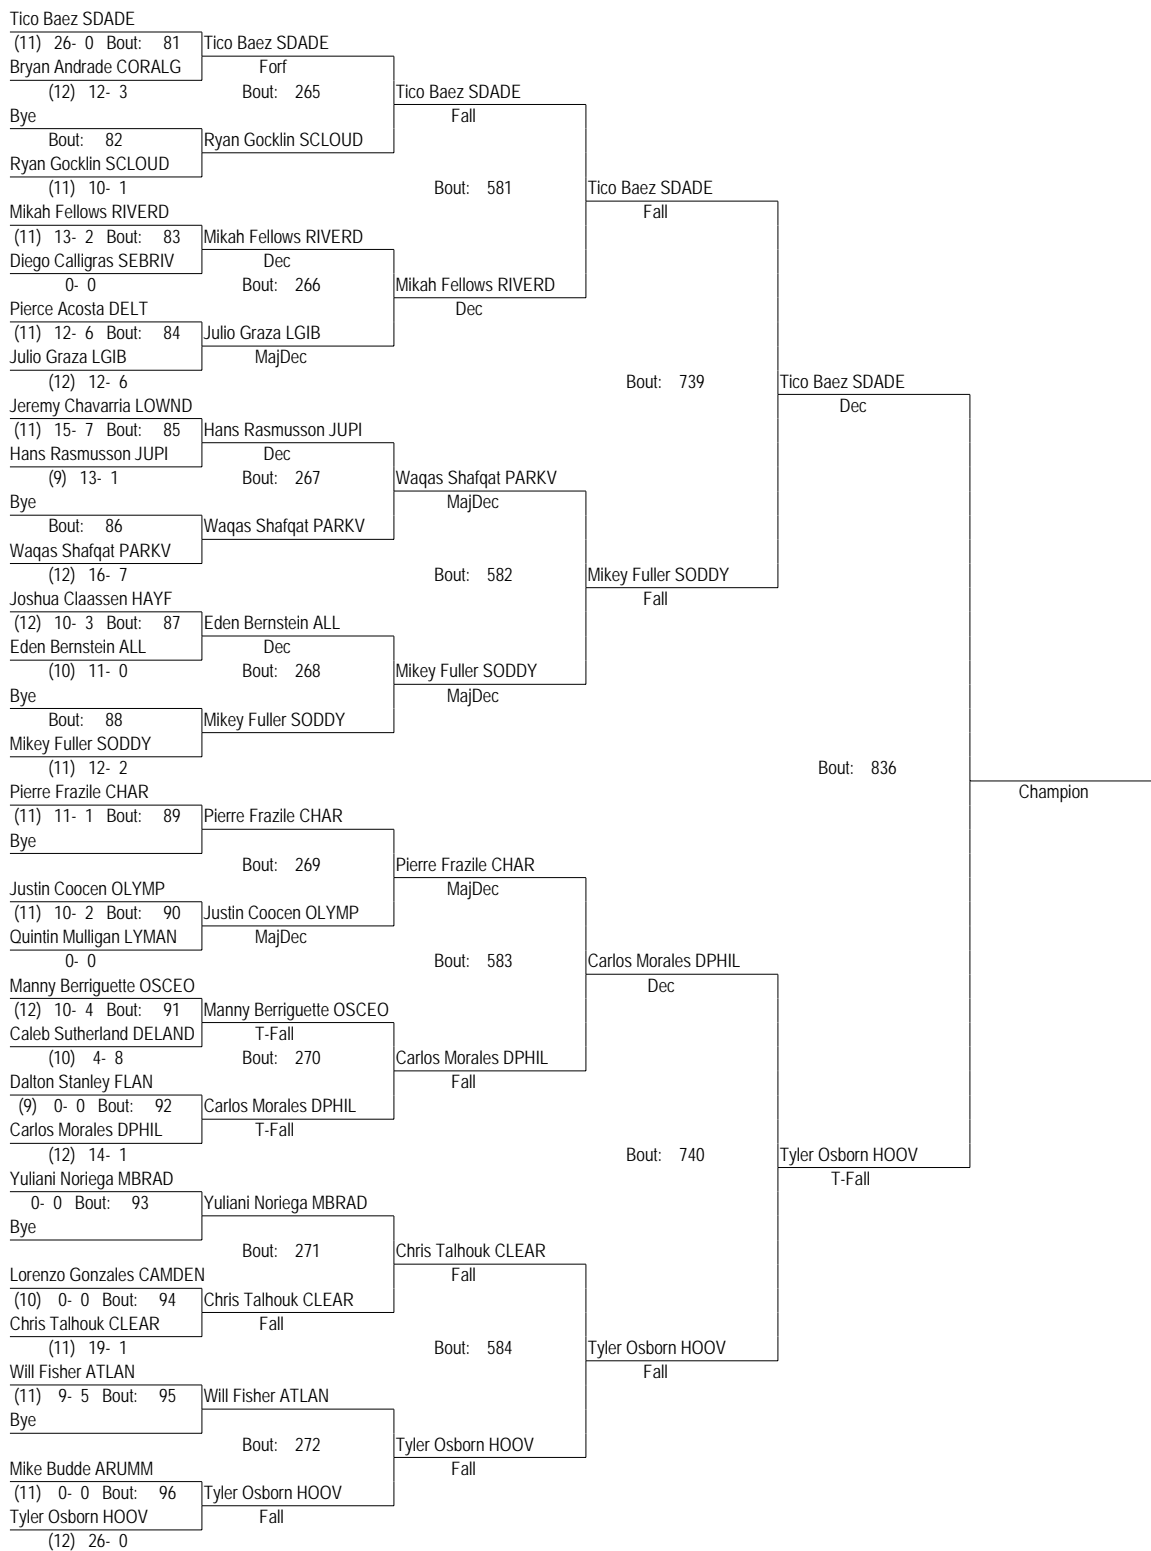 Tico Baez SDADE
(11) 26- 0 Bout: 81 Tico Baez SDADE
Bryan Andrade CORALG Forf
(12) 12- 3 Bout: 265 Tico Baez SDADE
Bye Fall
Bout: 82 Ryan Gocklin SCLOUD
Ryan Gocklin SCLOUD
(11) 10- 1 Bout: 581 Tico Baez SDADE
Mikah Fellows RIVERD Fall
(11) 13- 2 Bout: 83 Mikah Fellows RIVERD
Diego Calligras SEBRIV Dec
0- 0 Bout: 266 Mikah Fellows RIVERD
Pierce Acosta DELT Dec
(11) 12- 6 Bout: 84 Julio Graza LGIB
Julio Graza LGIB MajDec
(12) 12- 6 Bout: 739 Tico Baez SDADE
Jeremy Chavarria LOWND Dec
(11) 15- 7 Bout: 85 Hans Rasmusson JUPI
Hans Rasmusson JUPI Dec
(9) 13- 1 Bout: 267 Waqas Shafqat PARKV
Bye MajDec
Bout: 86 Waqas Shafqat PARKV
Waqas Shafqat PARKV
(12) 16- 7 Bout: 582 Mikey Fuller SODDY
Joshua Claassen HAYF Fall
(12) 10- 3 Bout: 87 Eden Bernstein ALL
Eden Bernstein ALL Dec
(10) 11- 0 Bout: 268 Mikey Fuller SODDY
Bye MajDec
Bout: 88 Mikey Fuller SODDY
Mikey Fuller SODDY
(11) 12- 2 Bout: 836
Pierre Frazile CHAR Champion
(11) 11- 1 Bout: 89 Pierre Frazile CHAR
Bye
Bout: 269 Pierre Frazile CHAR
Justin Coocen OLYMP MajDec
(11) 10- 2 Bout: 90 Justin Coocen OLYMP
Quintin Mulligan LYMAN MajDec
0- 0 Bout: 583 Carlos Morales DPHIL
Manny Berriguette OSCEO Dec
(12) 10- 4 Bout: 91 Manny Berriguette OSCEO
Caleb Sutherland DELAND T-Fall
(10) 4- 8 Bout: 270 Carlos Morales DPHIL
Dalton Stanley FLAN Fall
(9) 0- 0 Bout: 92 Carlos Morales DPHIL
Carlos Morales DPHIL T-Fall
(12) 14- 1 Bout: 740 Tyler Osborn HOOV
Yuliani Noriega MBRAD T-Fall
0- 0 Bout: 93 Yuliani Noriega MBRAD
Bye
Bout: 271 Chris Talhouk CLEAR
Lorenzo Gonzales CAMDEN Fall
(10) 0- 0 Bout: 94 Chris Talhouk CLEAR
Chris Talhouk CLEAR Fall
(11) 19- 1 Bout: 584 Tyler Osborn HOOV
Will Fisher ATLAN Fall
(11) 9- 5 Bout: 95 Will Fisher ATLAN
Bye
Bout: 272 Tyler Osborn HOOV
Mike Budde ARUMM Fall
(11) 0- 0 Bout: 96 Tyler Osborn HOOV
Tyler Osborn HOOV Fall
(12) 26- 0